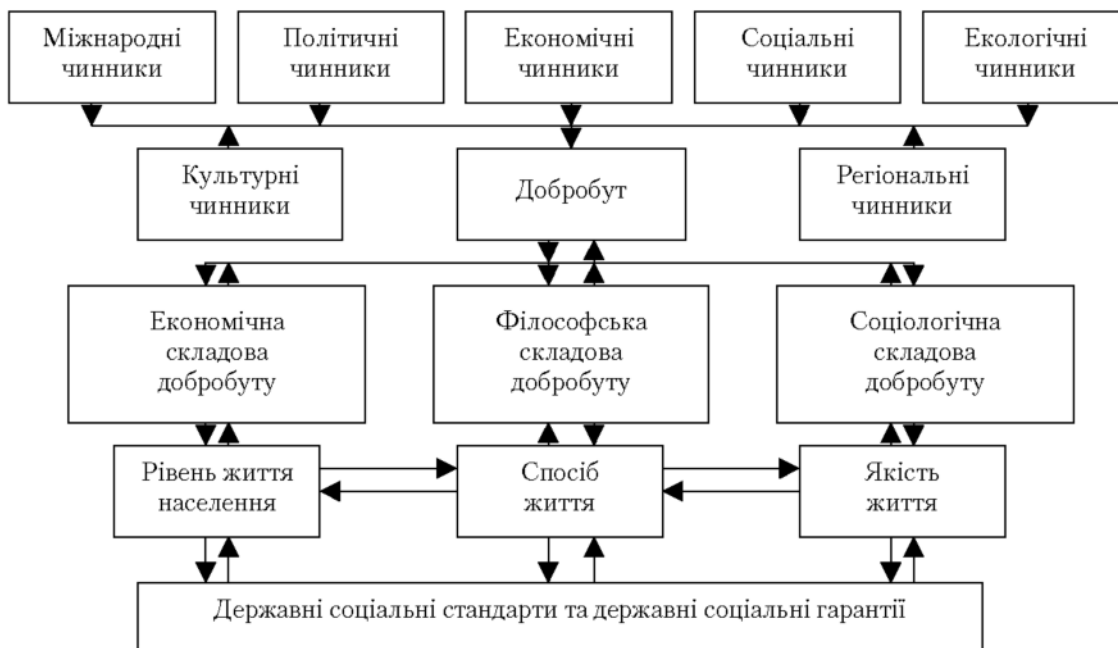 Міжнародні
чинники
Політичні
чинники
Економічні
чинники
Соціальні
чинники
Екологічні
чинники
Культурні
чинники
Добробут
Регіональні
чинники
Економічна
складова
добробуту
Філософська
складова
добробуту
Соціологічна
складова
добробуту
Рівень життя
населення
Спосіб
життя
Якість
життя
Державні соціальні стандарти та державні соціальні гарантії